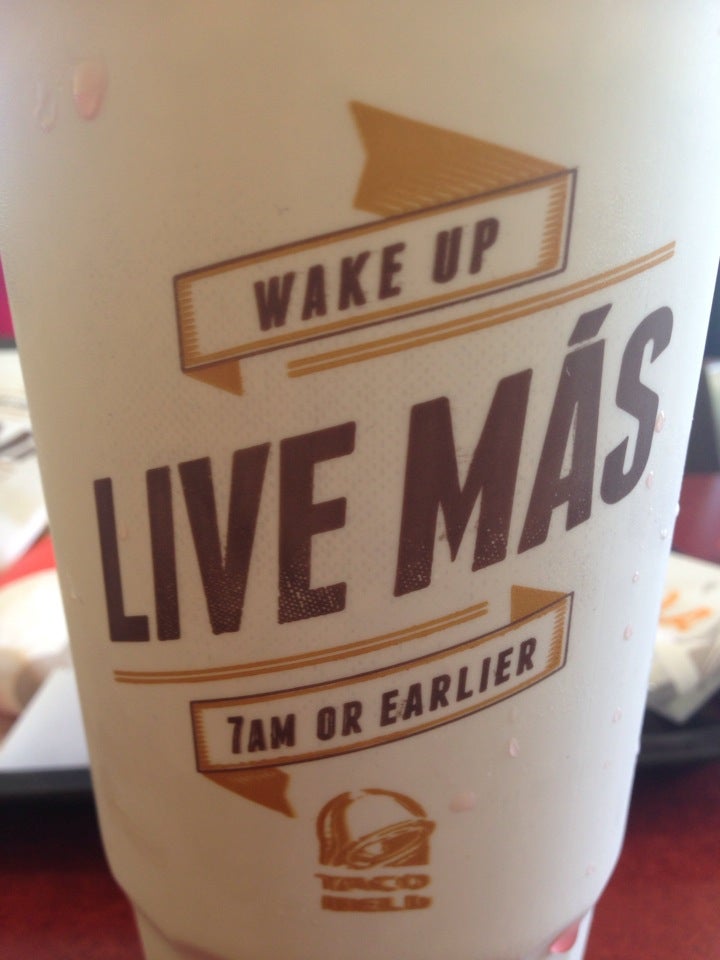 WAKE UP
LIVE MÁS
7AM OR EARLIER
TACO
BELL